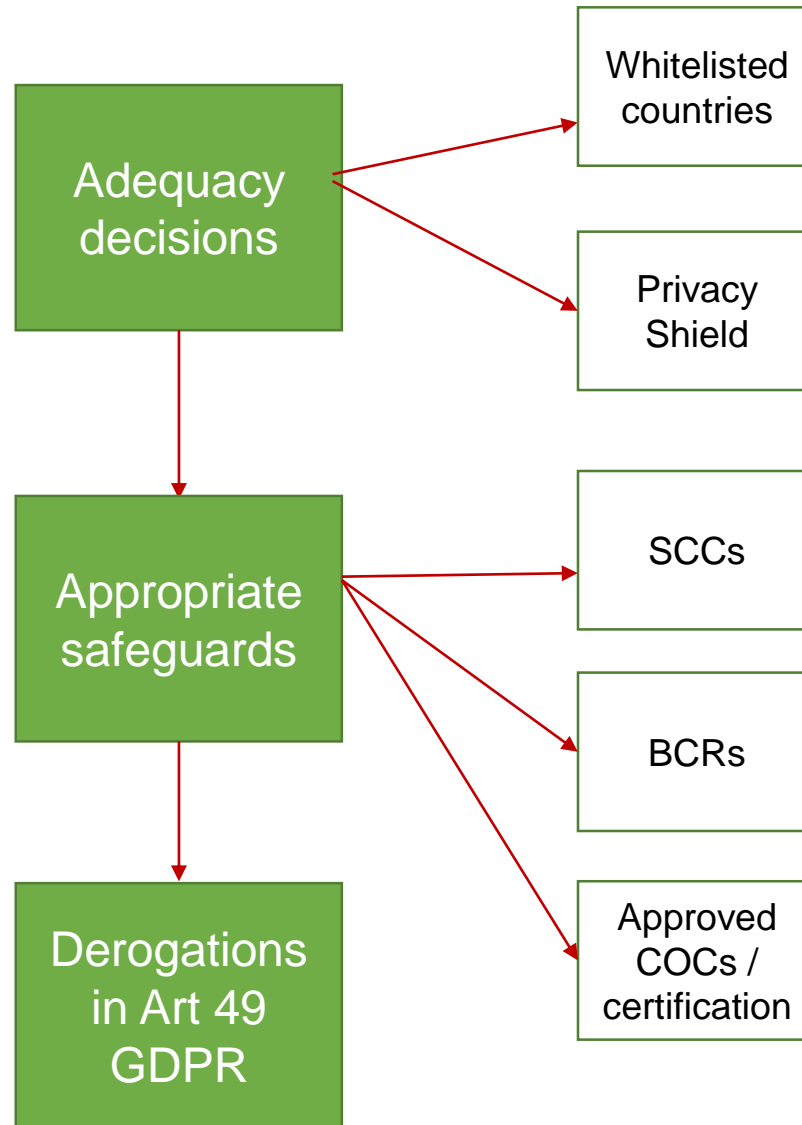 Adequacy
decisions
Whitelisted
countries
Privacy
Shield
Appropriate
safeguards
SCCs
BCRs
Approved
COCs /
certification
Derogations
in Art 49
GDPR